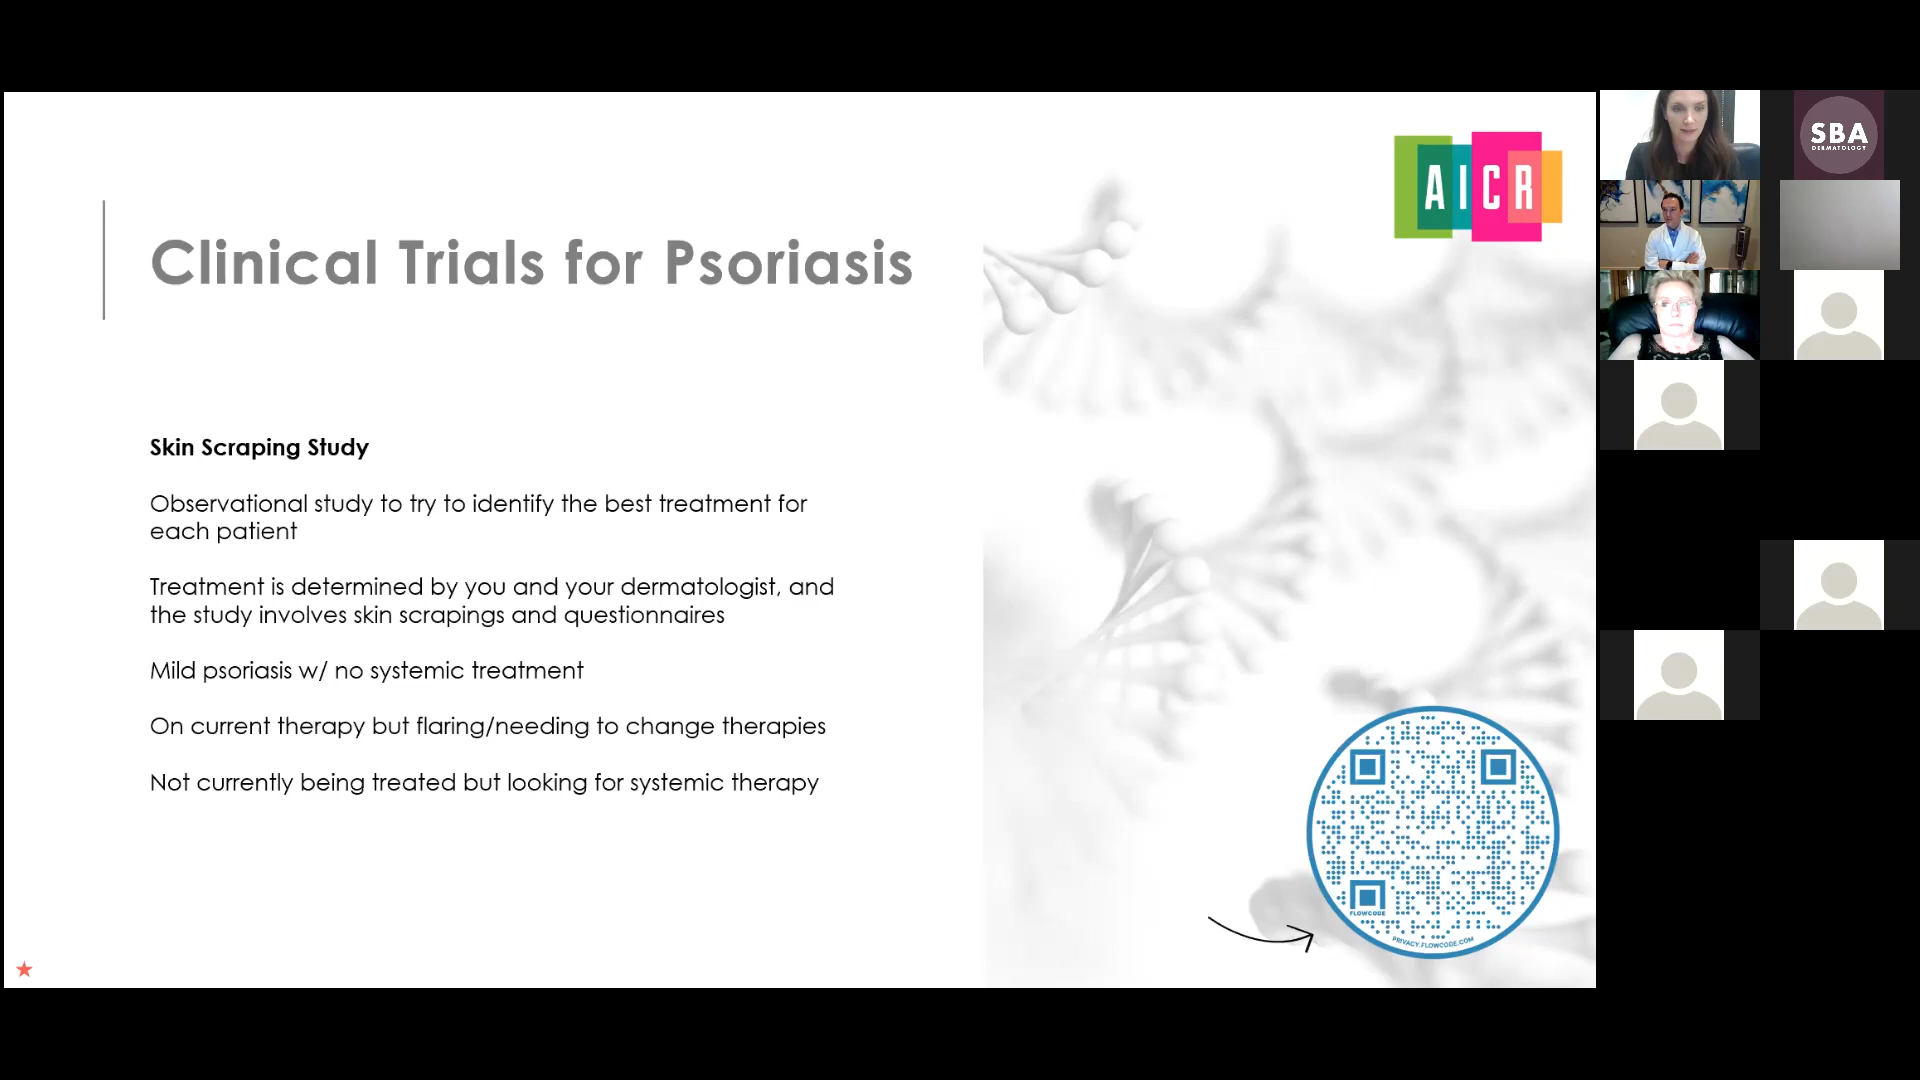 AICR
SBA
DERMATOLOGY
Clinical Trials for Psoriasis
Skin Scraping Study
Observational study to try to identify the best treatment for
each patient
Treatment is determined by you and your dermatologist, and
the study involves skin scrapings and questionnaires
Mild psoriasis w/ no systemic treatment
On current therapy but flaring/needing to change therapies
Not currently being treated but looking for systemic therapy
FLOWCODE
PRIVACY.FLOWCODE.COM